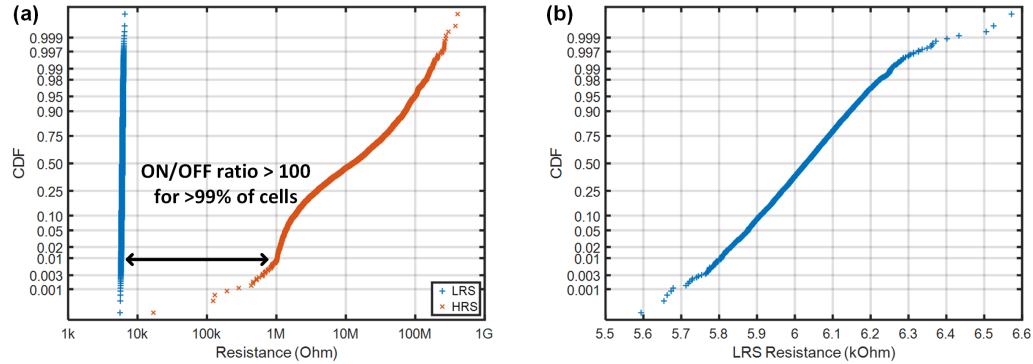 (a)
CDF
0.999
0.997
0.99
0.98
0.95
0.90
0.75
0.50
0.25
0.10
0.05
0.02
0.01
0.003
0.001
ON/OFF ratio > 100
for >99% of cells
LRS
HRS
1k 10k 100k 1M 10M 100M 1G
Resistance (Ohm)
(b)
CDF
0.999
0.997
0.99
0.98
0.95
0.90
0.75
0.50
0.25
0.10
0.05
0.02
0.01
0.003
0.001
5.5 5.6 5.7 5.8 5.9 6 6.1 6.2 6.3 6.4 6.5 6.6
LRS Resistance (kOhm)